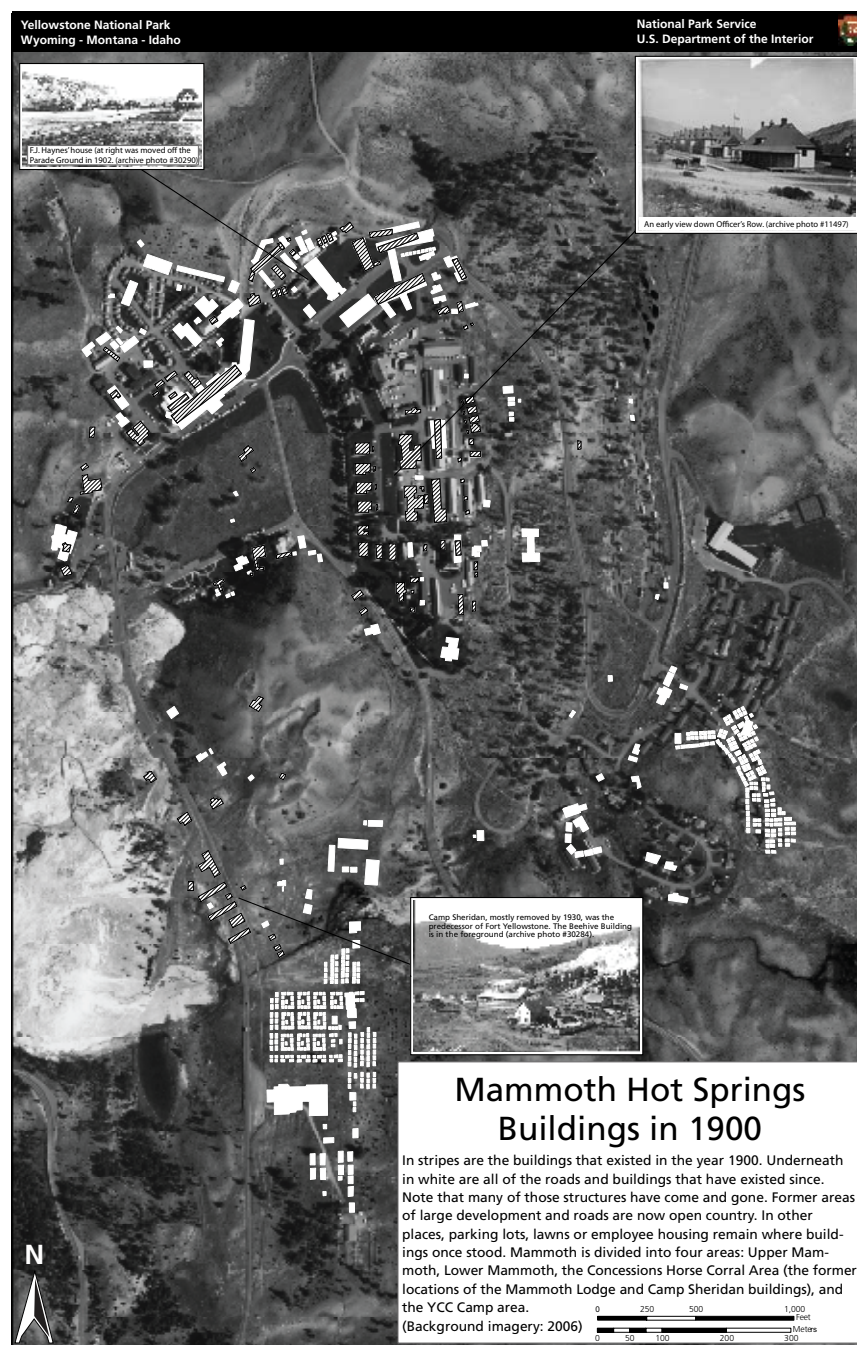 Yellowstone National Park
Wyoming - Montana - Idaho
National Park Service
U.S. Department of the Interior
F.J. Haynes' house (at right was moved off the
Parade Ground in 1902. (archive photo #30290)
An early view down Officer's Row. (archive photo #11497)
Camp Sheridan, mostly removed by 1930, was the
predecessor of Fort Yellowstone. The Beehive Building
is in the foreground (archive photo #30284).
Mammoth Hot Springs
Buildings in 1900
In stripes are the buildings that existed in the year 1900. Underneath
in white are all of the roads and buildings that have existed since.
Note that many of those structures have come and gone. Former areas
of large development and roads are now open country. In other
places, parking lots, lawns or employee housing remain where build-
ings once stood. Mammoth is divided into four areas: Upper Mam-
moth, Lower Mammoth, the Concessions Horse Corral Area (the former
locations of the Mammoth Lodge and Camp Sheridan buildings), and
the YCC Camp area.
(Background imagery: 2006)
N
0 250 500 1,000
Feet
Meters
0 50 100 200 300